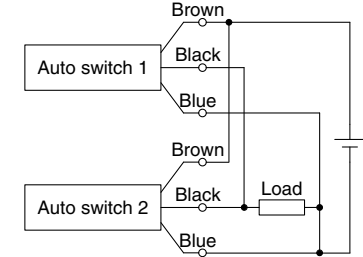 Brown
Black
Auto switch 1
Blue
Brown
Black
Load
Auto switch 2
Blue